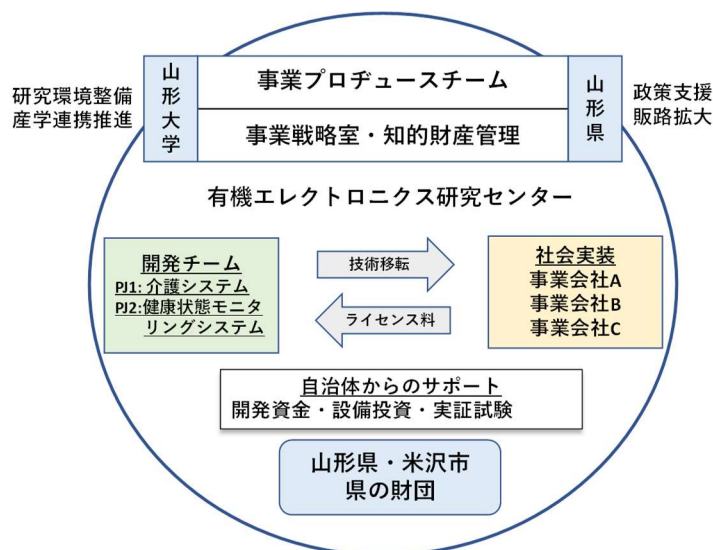 研究環境整備
産学連携推進
山形大学
事業プロヂュースチーム
事業戦略室・知的財産管理
山形県
政策支援
販路拡大
有機エレクトロニクス研究センター
開発チーム
PJ1: 介護システム
PJ2:健康状態モニタ
リングシステム
技術移転
ライセンス料
社会実装
事業会社A
事業会社B
事業会社C
自治体からのサポート
開発資金・設備投資・実証試験
山形県・米沢市
県の財団